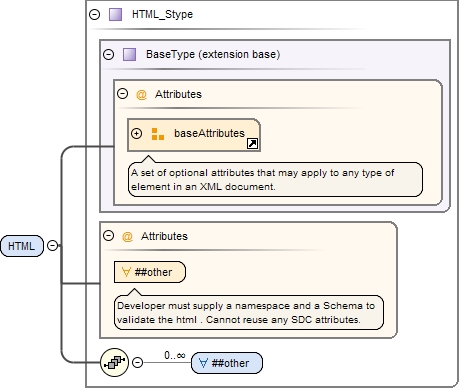 HTML_Stype
BaseType (extension base)
@ Attributes
baseAttributes
A set of optional attributes that may apply to any type of
element in an XML document.
@ Attributes
HTML
∀ ##other
Developer must supply a namespace and a Schema to
validate the html . Cannot reuse any SDC attributes.
0..∞
∀ ##other